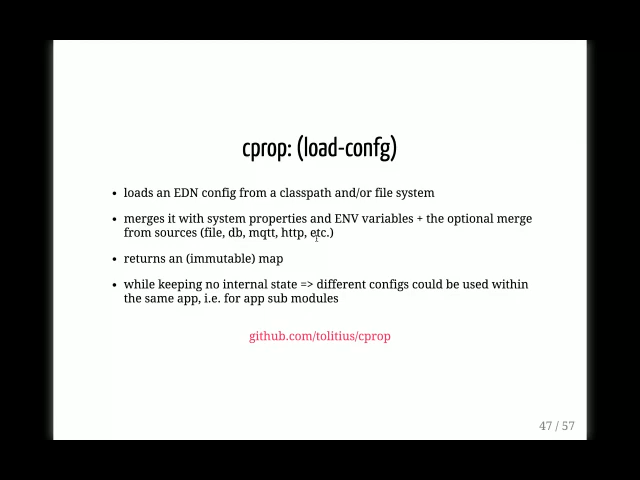 cprop: (load-confg)
• loads an EDN config from a classpath and/or file system
• merges it with system properties and ENV variables + the optional merge
from sources (file, db, mqtt, http, etc.)
• returns an (immutable) map
• while keeping no internal state => different configs could be used within
the same app, i.e. for app sub modules
github.com/tolitius/cprop
47 / 57